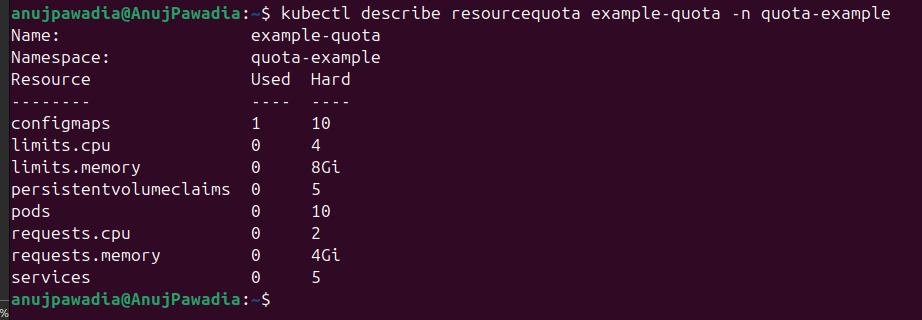 anujpawadia@AnujPawadia:~$ kubectl describe resourcequota example-quota -n quota-example
Name:                   example-quota
Namespace:              quota-example
Resource                Used  Hard
--------                ----  ----
configmaps              1     10
limits.cpu              0     4
limits.memory           0     8Gi
persistentvolumeclaims  0     5
pods                    0     10
requests.cpu            0     2
requests.memory         0     4Gi
services                0     5
anujpawadia@AnujPawadia:~$
%